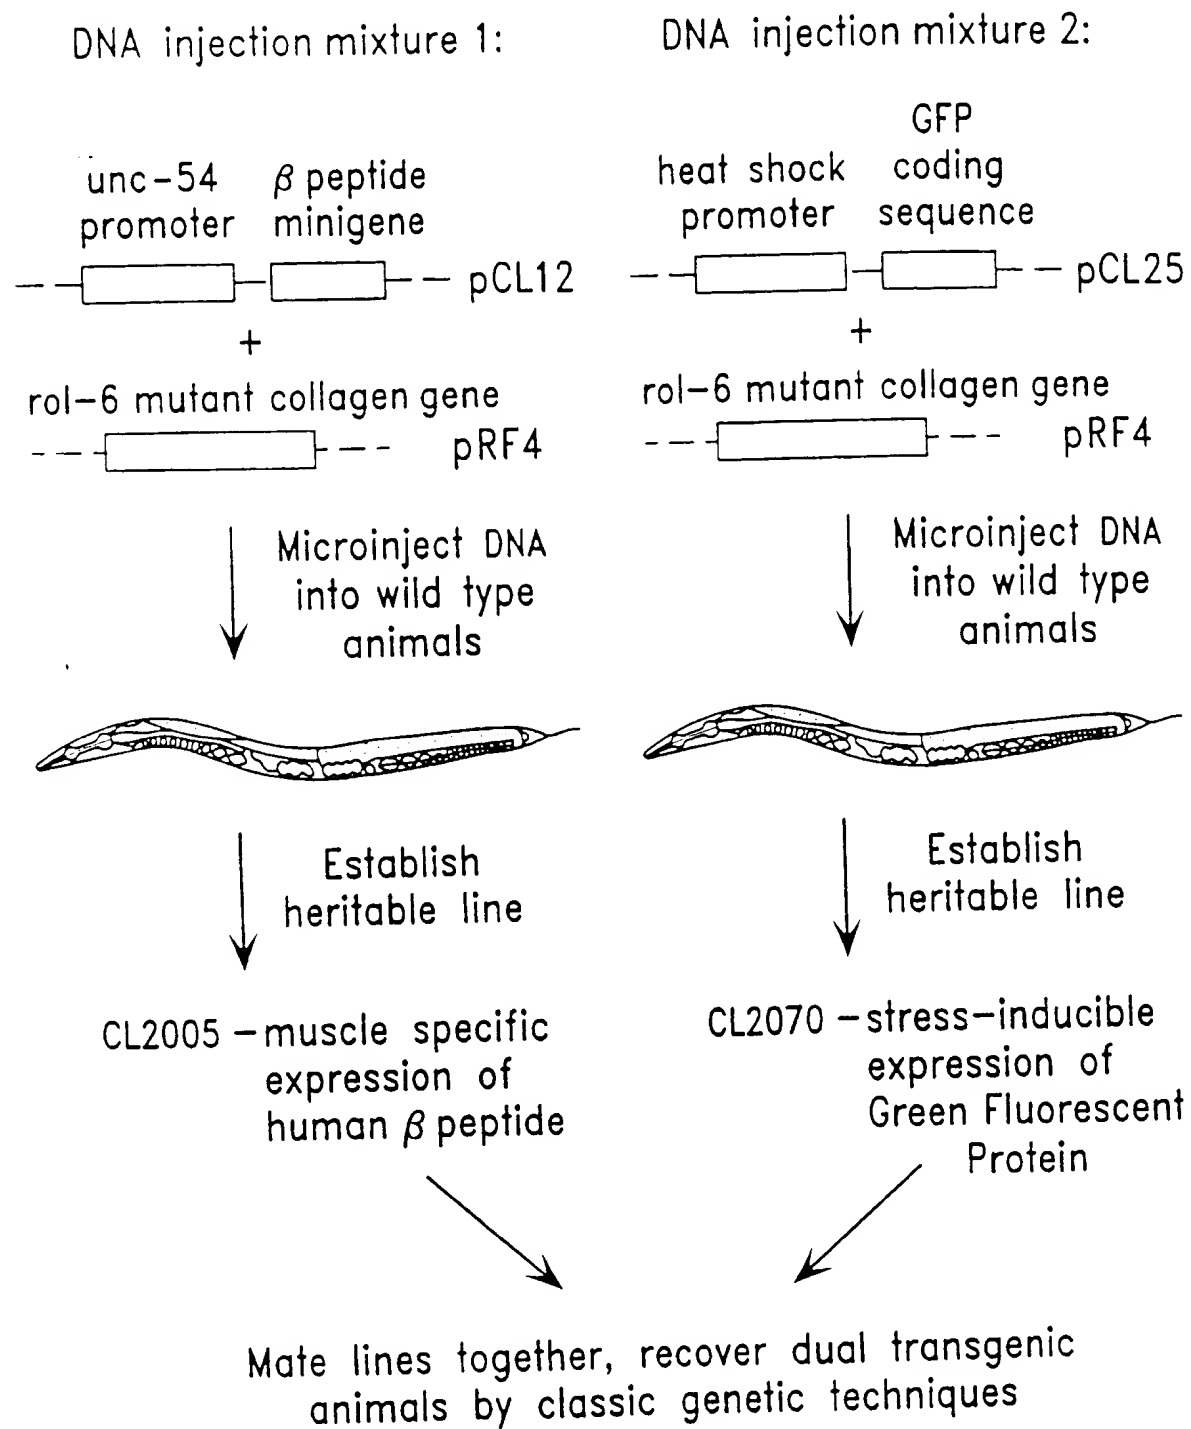 DNA injection mixture 1:
unc-54
promoter
β peptide
minigene
pCL12
+
rol-6 mutant collagen gene
pRF4
Microinject DNA
into wild type
animals
Establish
heritable line
CL2005 - muscle specific
expression of
human β peptide
DNA injection mixture 2:
heat shock
promoter
GFP
coding
sequence
pCL25
+
rol-6 mutant collagen gene
pRF4
Microinject DNA
into wild type
animals
Establish
heritable line
CL2070 - stress-inducible
expression of
Green Fluorescent
Protein
Mate lines together, recover dual transgenic
animals by classic genetic techniques